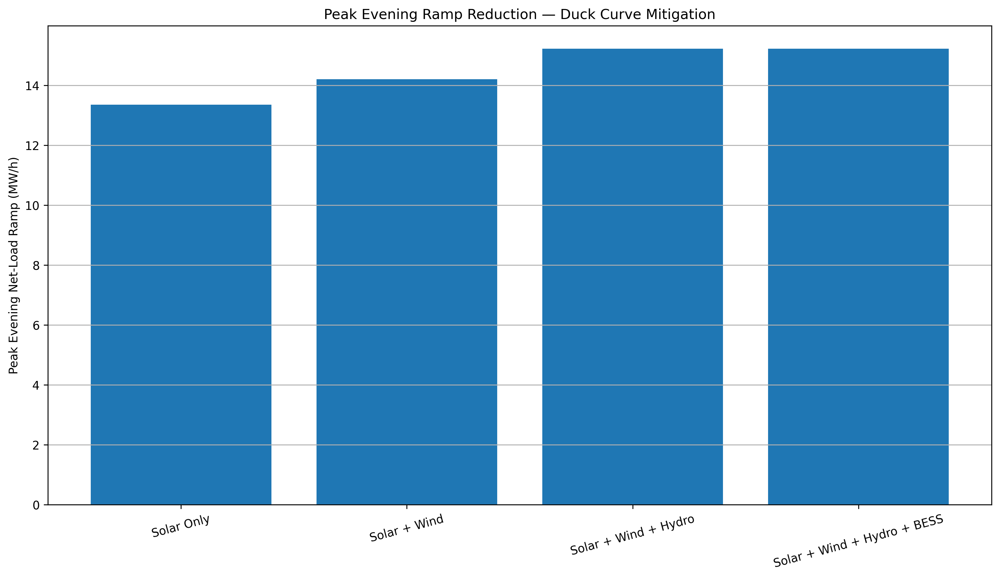 Peak Evening Ramp Reduction — Duck Curve Mitigation
Peak Evening Net-Load Ramp (MW/h)
14
12
10
8
6
4
2
0
Solar Only
Solar + Wind
Solar + Wind + Hydro
Solar + Wind + Hydro + BESS